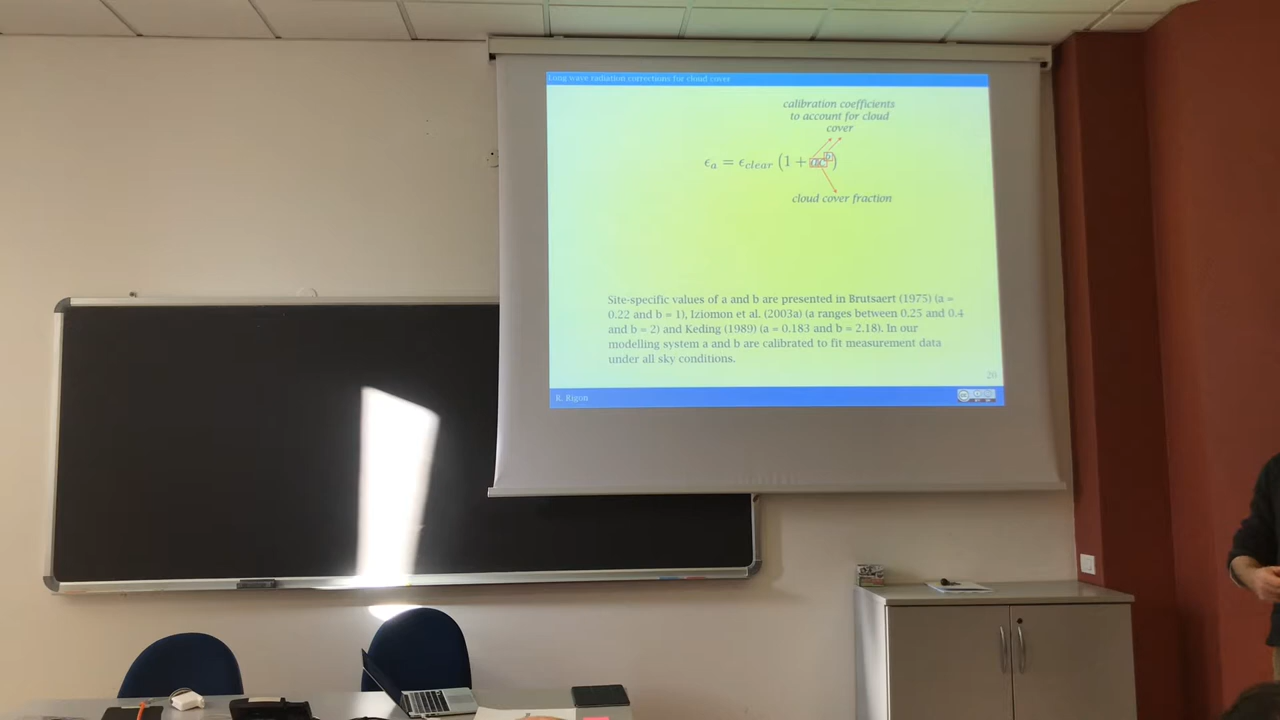 Long wave radiation corrections for cloud cover
calibration coefficients
to account for cloud
cover
ϵ_a = ϵ_clear (1 + ac^b)
cloud cover fraction
Site-specific values of a and b are presented in Brutsaert (1975) (a =
0.22 and b = 1), Iziomon et al. (2003a) (a ranges between 0.25 and 0.4
and b = 2) and Keding (1989) (a = 0.183 and b = 2.18). In our
modelling system a and b are calibrated to fit measurement data
under all sky conditions.
20
R. Rigon